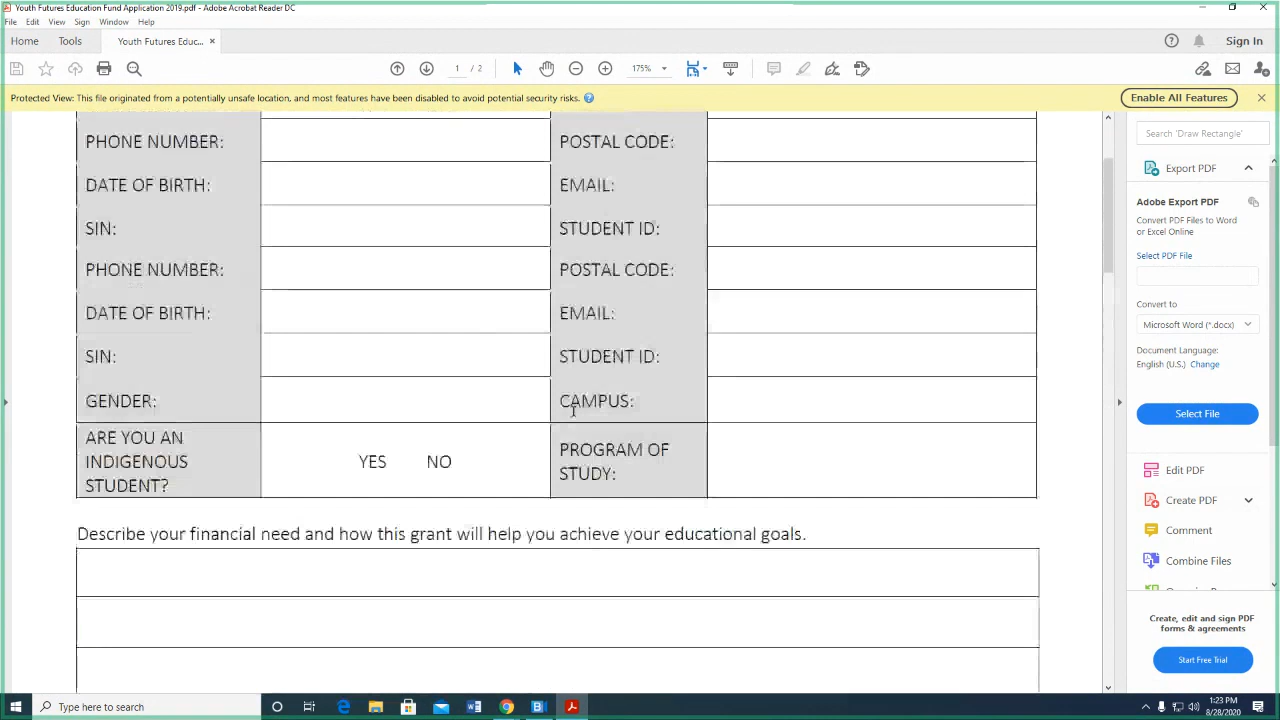 Youth Futures Education Fund Application 2019.pdf - Adobe Acrobat Reader DC
File Edit View Sign Window Help
Home Tools Youth Futures Educ... × Sign In
1 / 2 175%
Protected View: This file originated from a potentially unsafe location, and most features have been disabled to avoid potential security risks. Enable All Features
PHONE NUMBER: POSTAL CODE:
DATE OF BIRTH: EMAIL:
SIN: STUDENT ID:
PHONE NUMBER: POSTAL CODE:
DATE OF BIRTH: EMAIL:
SIN: STUDENT ID:
GENDER: CAMPUS:
ARE YOU AN
INDIGENOUS
STUDENT?
YES NO
PROGRAM OF
STUDY:
Describe your financial need and how this grant will help you achieve your educational goals.
Search 'Draw Rectangle'
Export PDF
Adobe Export PDF
Convert PDF Files to Word
or Excel Online
Select PDF File
Convert to
Microsoft Word (*.docx)
Document Language:
English (U.S.) Change
Select File
Edit PDF
Create PDF
Comment
Combine Files
Create, edit and sign PDF
forms & agreements
Start Free Trial
Type here to search
1:23 PM
8/28/2020